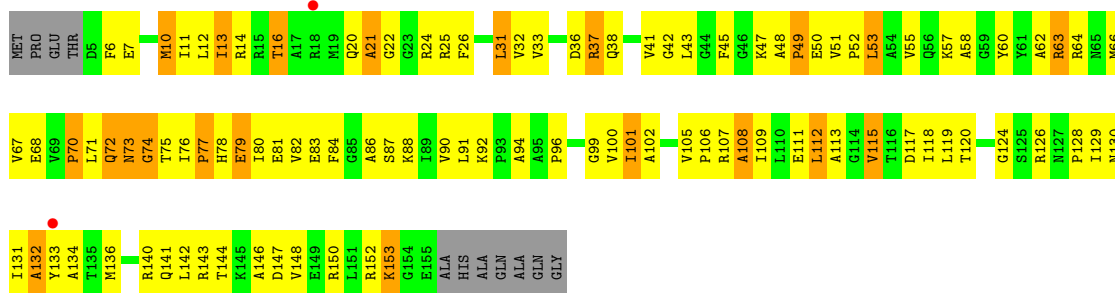 MET PRO GLU THR D5 F6 E7 M10 I11 L12 I13 R14 R15 T16 A17 R18 M19 Q20 A21 G22 G23 R24 R25 F26 L31 V32 V33 D36 R37 Q38 V41 G42 L43 G44 F45 G46 K47 A48 P49 E50 V51 P52 L53 A54 V55 Q56 K57 A58 G59 Y60 Y61 A62 R63 R64 N65 M66
V67 E68 V69 P70 L71 Q72 N73 G74 T75 I76 P77 H78 E79 I80 E81 V82 E83 F84 G85 A86 S87 K88 I89 V90 L91 K92 P93 A94 A95 P96 G99 V100 I101 A102 V105 P106 R107 A108 I109 L110 E111 L112 A113 G114 V115 T116 D117 I118 L119 T120 G124 S125 R126 N127 P128 I129 N130
I131 A132 Y133 A134 T135 M136 R140 Q141 L142 R143 T144 K145 A146 D147 V148 E149 R150 L151 R152 K153 G154 E155 ALA HIS ALA GLN ALA GLN GLY